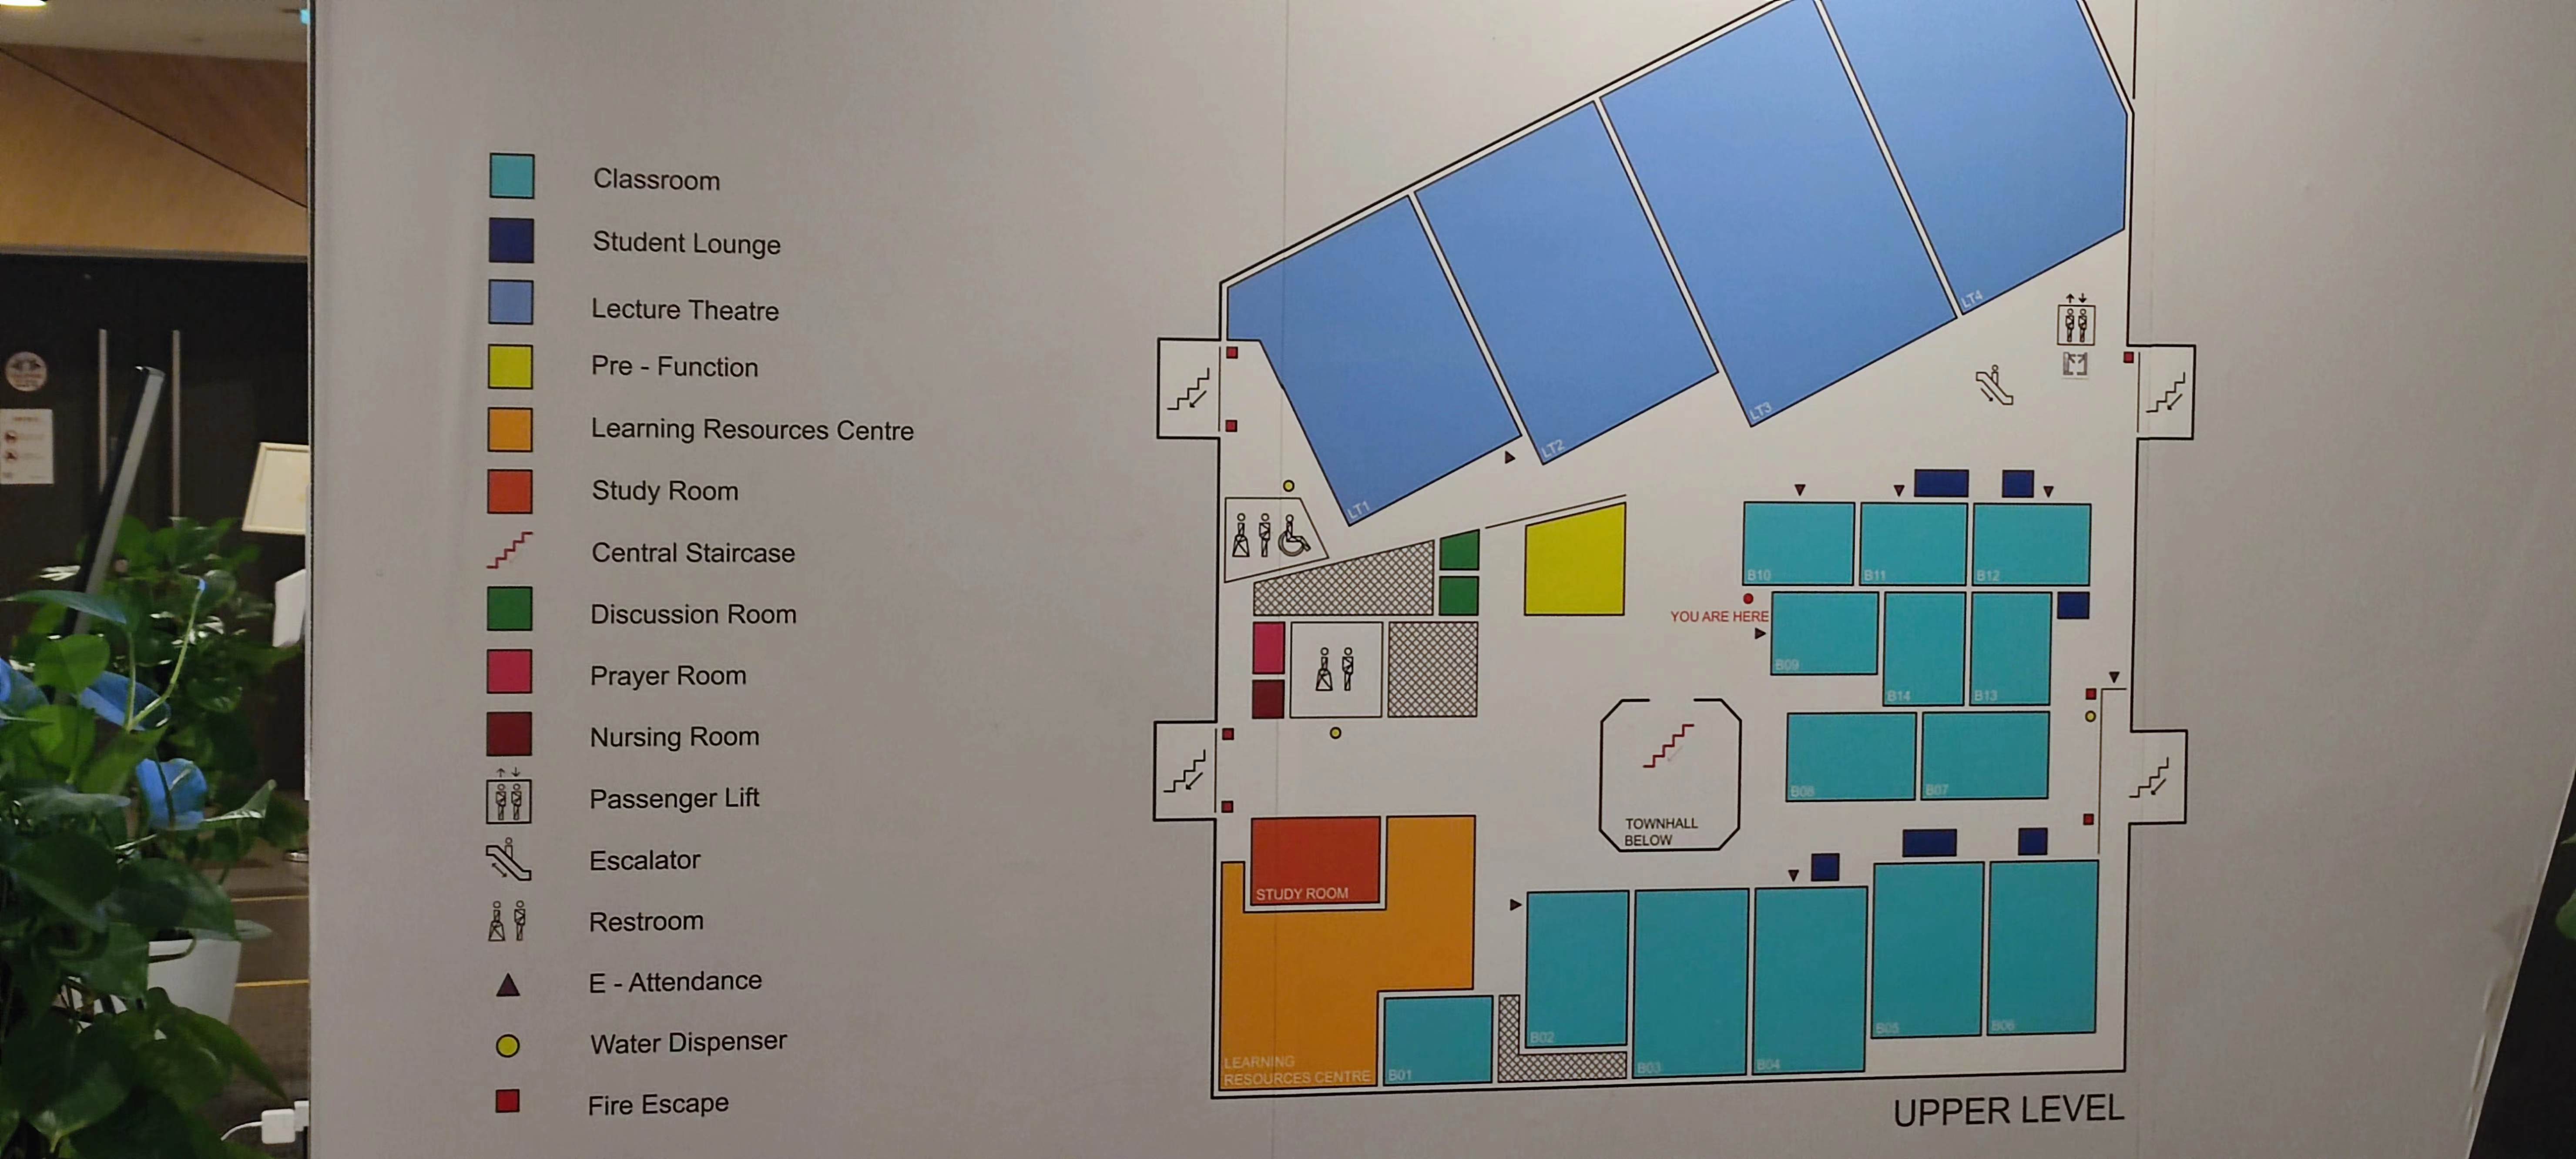 Classroom
Student Lounge
Lecture Theatre
Pre - Function
Learning Resources Centre
Study Room
Central Staircase
Discussion Room
Prayer Room
Nursing Room
Passenger Lift
Escalator
Restroom
E - Attendance
Water Dispenser
Fire Escape
LT4
LT3
LT2
LT1
B10
B11
B12
YOU ARE HERE
B09
B14
B13
B08
B07
TOWNHALL
BELOW
STUDY ROOM
LEARNING
RESOURCES CENTRE
B01
B02
B03
B04
B05
B06
UPPER LEVEL